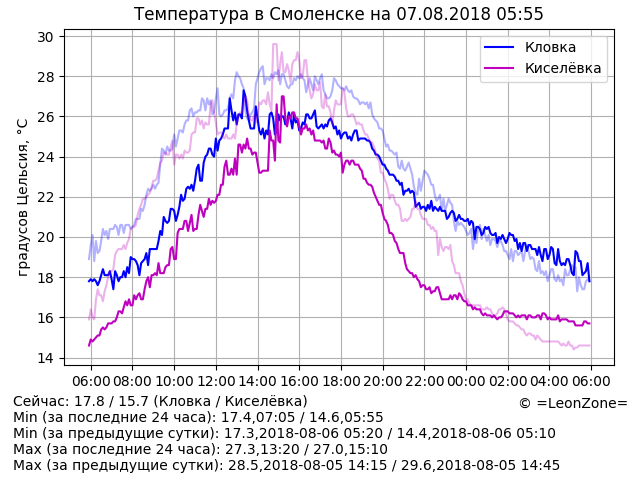 Температура в Смоленске на 07.08.2018 05:55
Кловка
Киселёвка
градусов Цельсия, °C
30
28
26
24
22
20
18
16
14
06:00 08:00 10:00 12:00 14:00 16:00 18:00 20:00 22:00 00:00 02:00 04:00 06:00
Сейчас: 17.8 / 15.7 (Кловка / Киселёвка)
© =LeonZone=
Min (за последние 24 часа): 17.4,07:05 / 14.6,05:55
Min (за предыдущие сутки): 17.3,2018-08-06 05:20 / 14.4,2018-08-06 05:10
Max (за последние 24 часа): 27.3,13:20 / 27.0,15:10
Max (за предыдущие сутки): 28.5,2018-08-05 14:15 / 29.6,2018-08-05 14:45